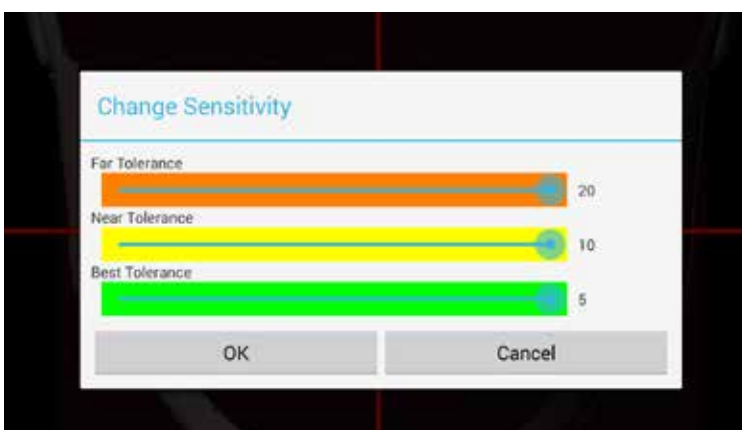 Change Sensitivity
Far Tolerance
20
Near Tolerance
10
Best Tolerance
5
OK
Cancel